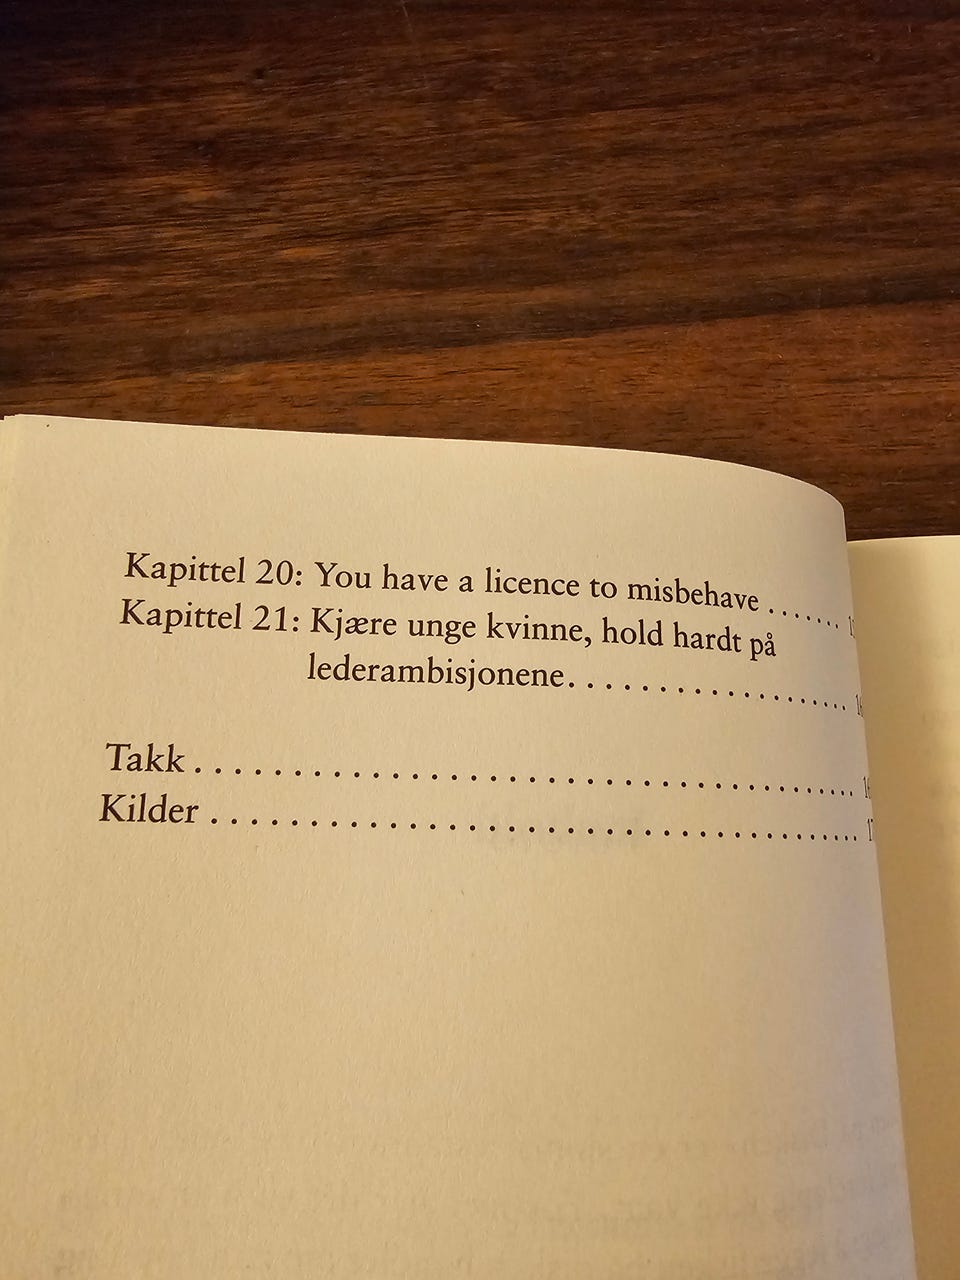 Kapittel 20: You have a licence to misbehave .......
Kapittel 21: Kjære unge kvinne, hold hardt på
lederambisjonene...................
Takk ..................................
Kilder .................................